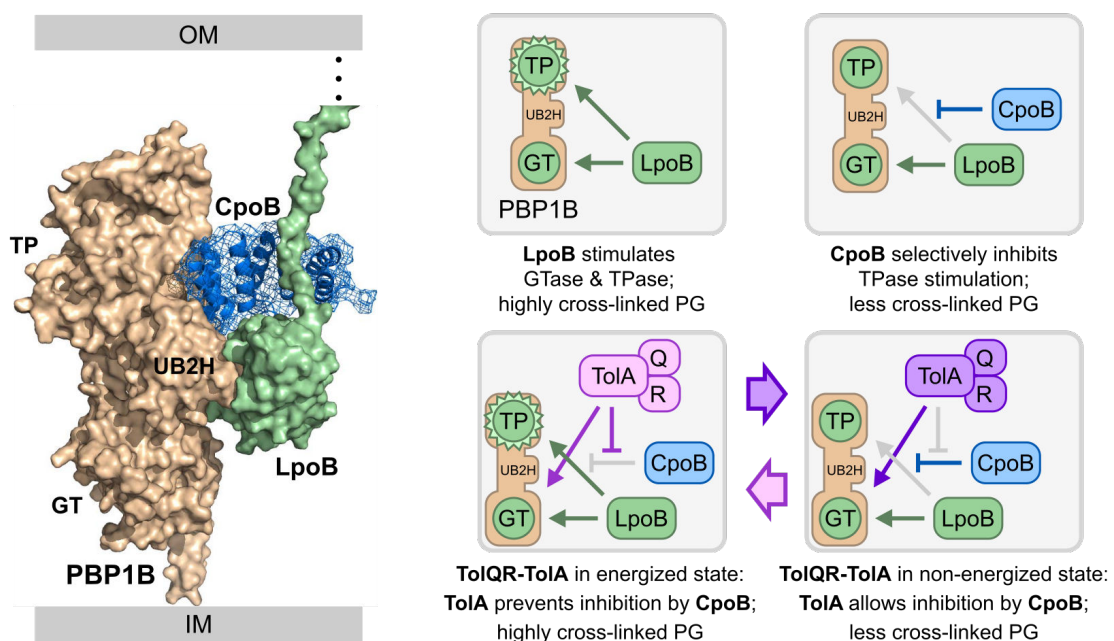 OM
CpoB
TP
UB2H
LpoB
GT
PBP1B
IM
TP
UB2H
GT
LpoB
PBP1B
LpoB stimulates
GTase & TPase;
highly cross-linked PG
TP
UB2H
GT
CpoB
LpoB
CpoB selectively inhibits
TPase stimulation;
less cross-linked PG
TolA
Q
R
TP
UB2H
GT
CpoB
LpoB
TolQR-TolA in energized state:
TolA prevents inhibition by CpoB;
highly cross-linked PG
TolA
Q
R
TP
UB2H
GT
CpoB
LpoB
TolQR-TolA in non-energized state:
TolA allows inhibition by CpoB;
less cross-linked PG